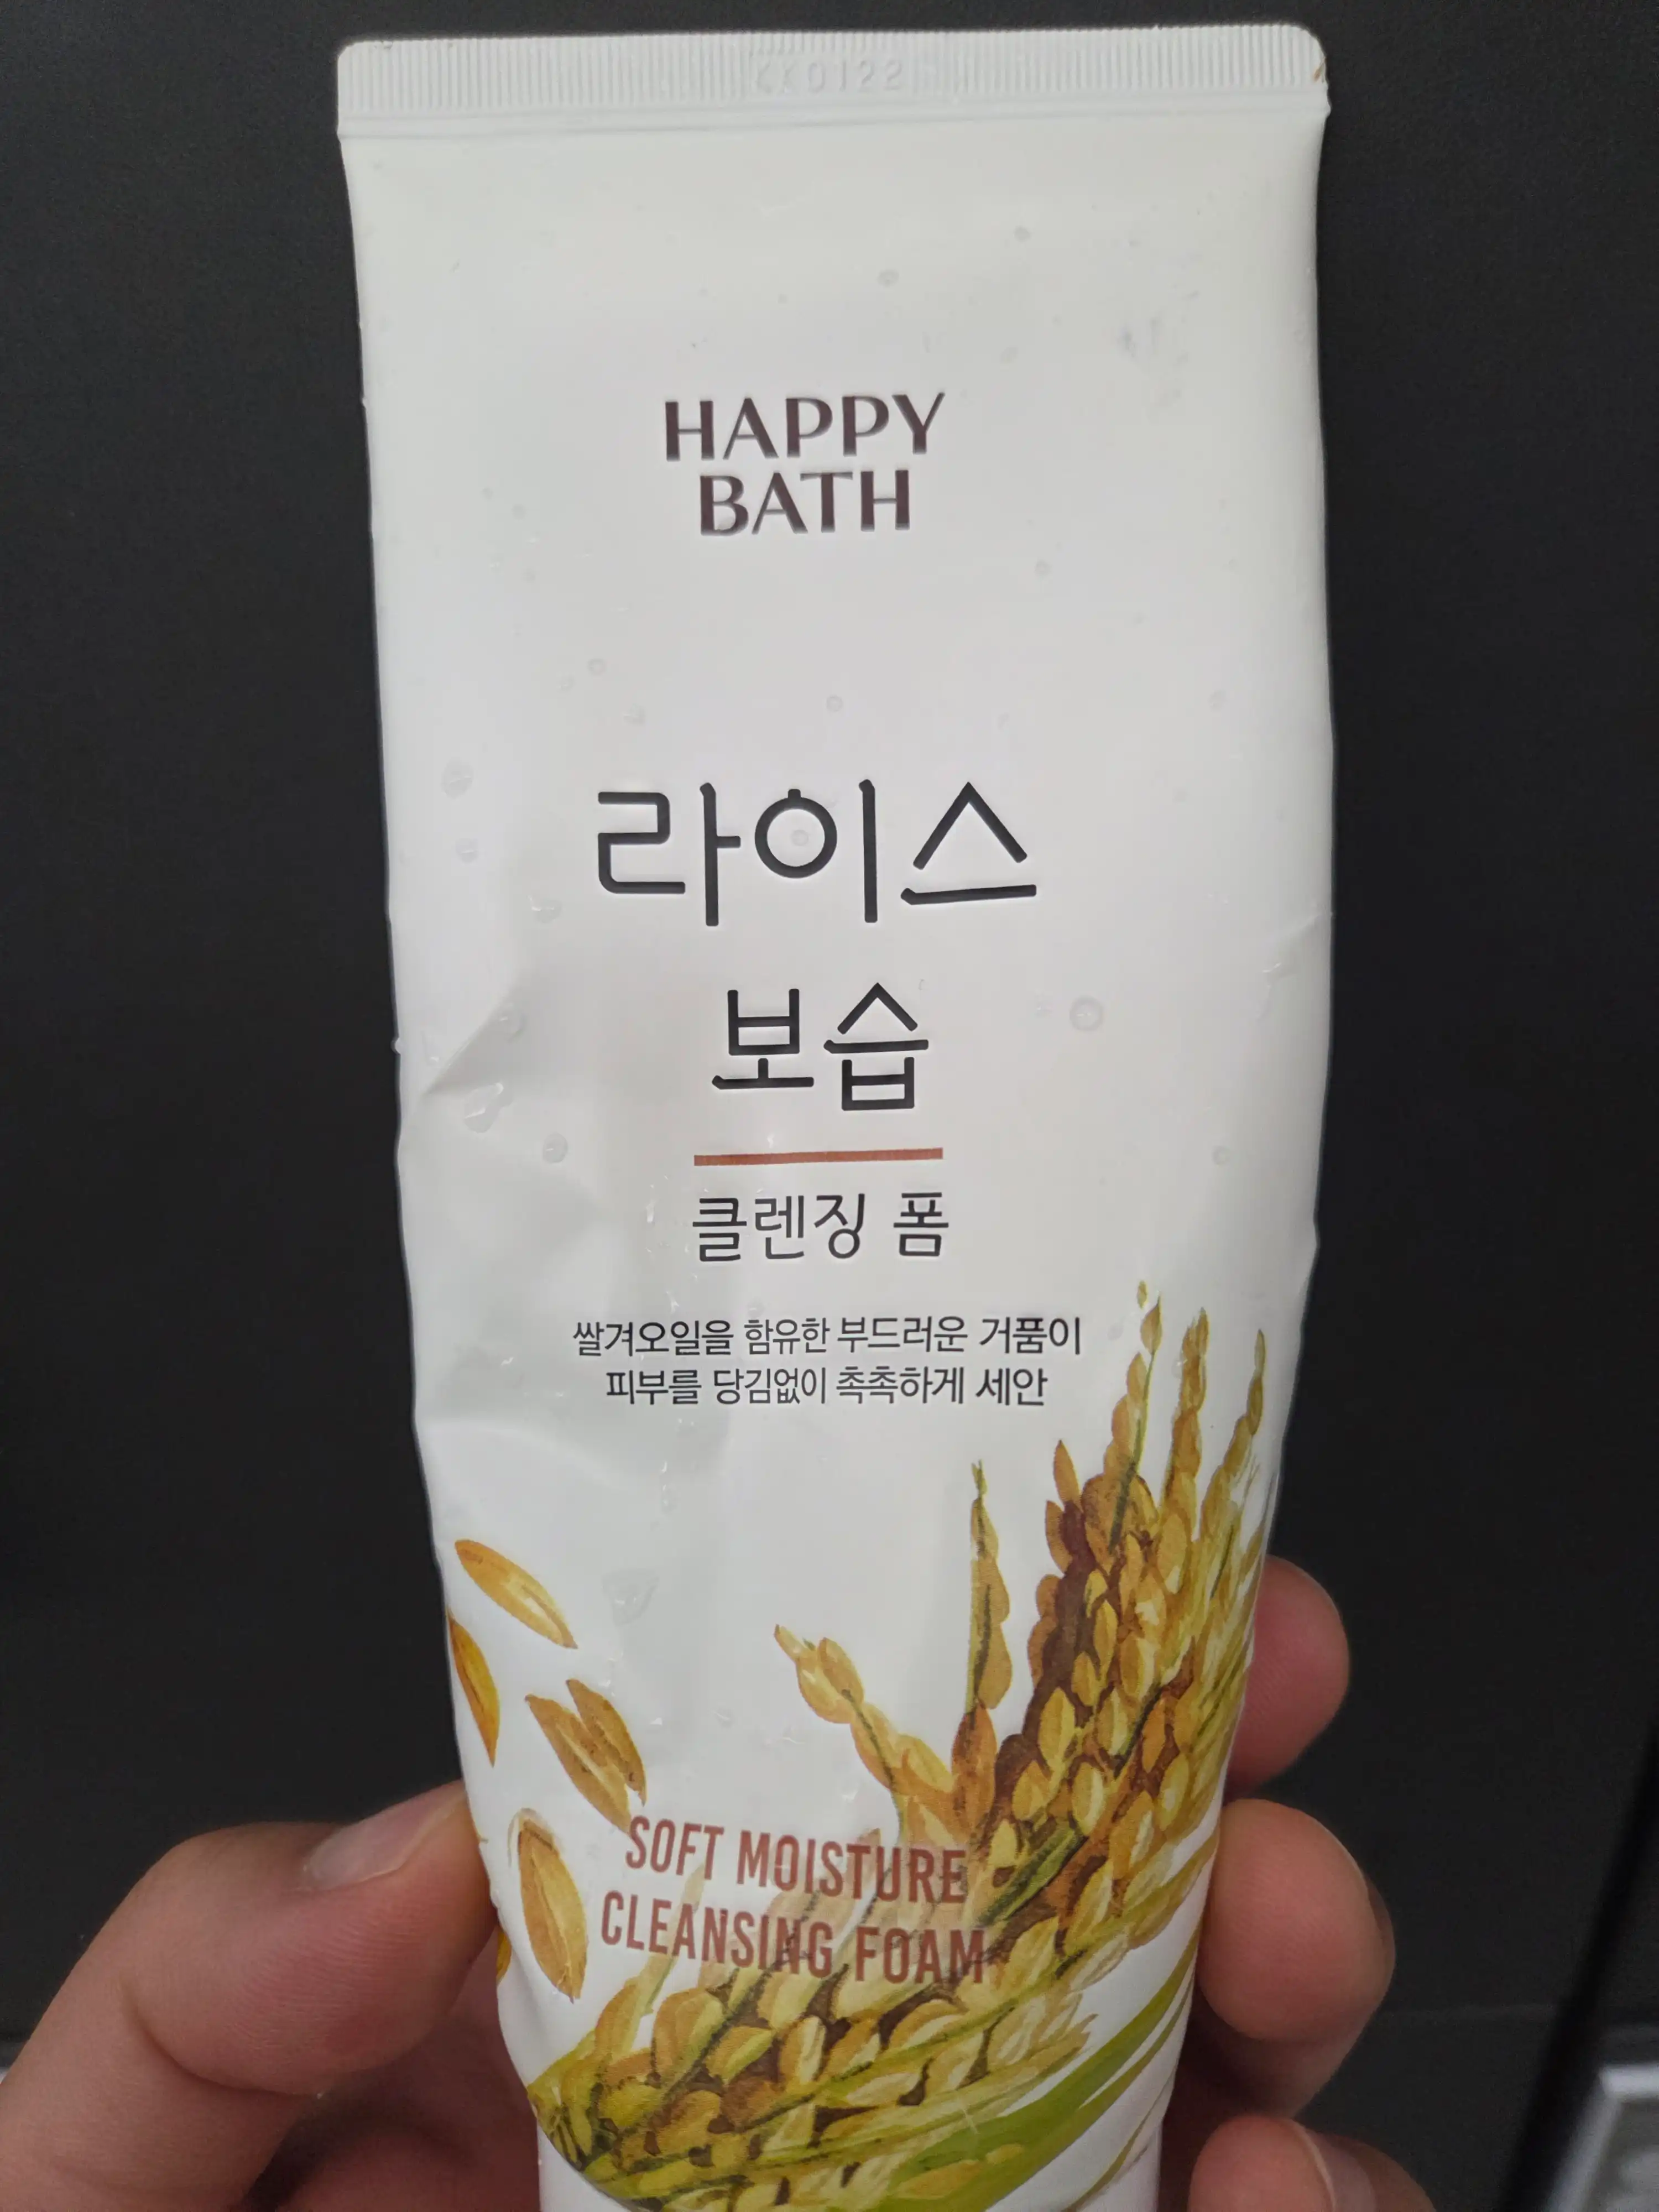 HAPPY
BATH
라이스
보습
클렌징 폼
쌀겨오일을 함유한 부드러운 거품이
피부를 당김없이 촉촉하게 세안
SOFT MOISTURE
CLEANSING FOAM